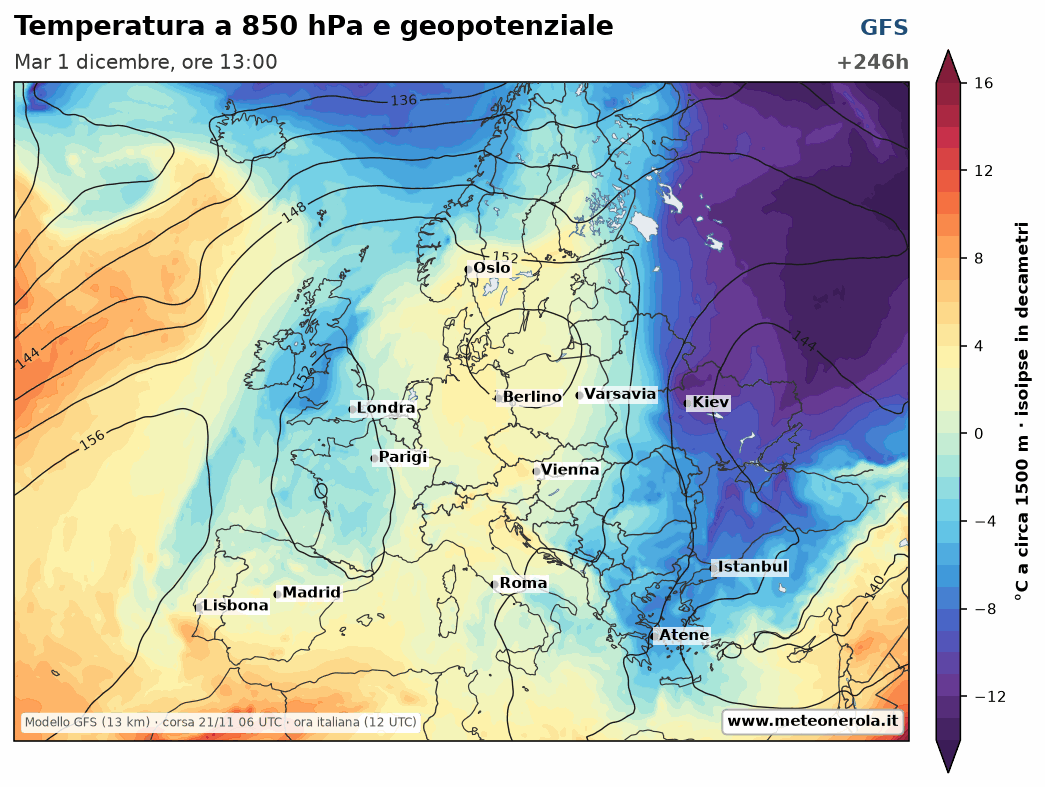 Temperatura a 850 hPa e geopotenziale
GFS
Mar 1 dicembre, ore 13:00
+246h
136
148
152
Oslo
144
144
152
Berlino
Varsavia
Kiev
Londra
156
Parigi
Vienna
Istanbul
Roma
140
Madrid
Lisbona
Atene
Modello GFS (13 km) · corsa 21/11 06 UTC · ora italiana (12 UTC)
www.meteonerola.it
16
12
8
4
0
−4
−8
−12
°C a circa 1500 m · isoipse in decametri